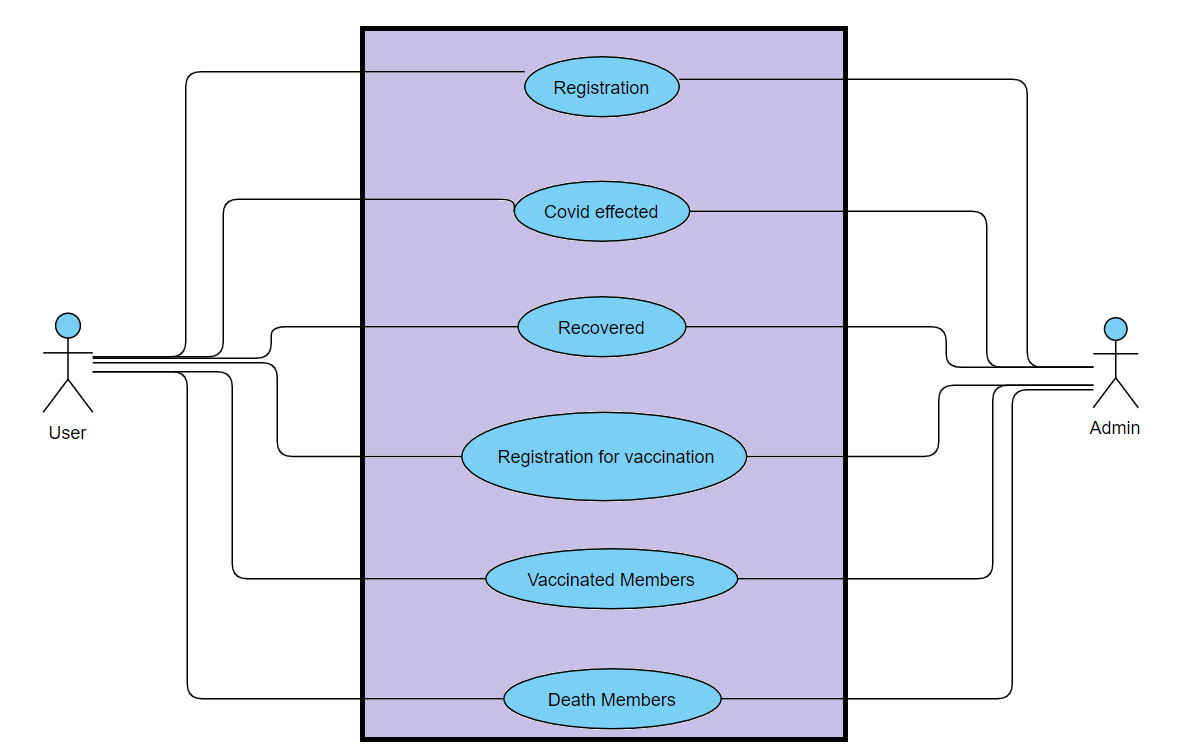 Registration
Covid effected
Recovered
User
Admin
Registration for vaccination
Vaccinated Members
Death Members